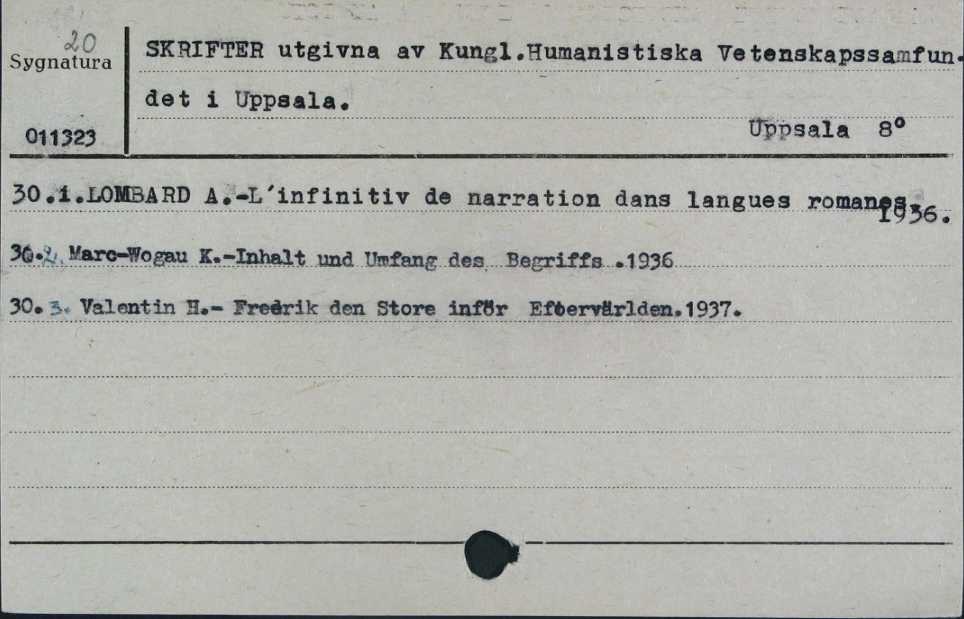 20
Sygnatura
011323
SKRIFTER utgivna av Kungl.Humanistiska Vetenskapssamfun-
det i Uppsala.
Uppsala 8°
30.1.LOMBARD A.-L'infinitiv de narration dans langues romanes.
1936.
30.2. Marc-Wogau K.-Inhalt und Umfang des Begriffs .1936
30.3. Valentin H.- Fredrik den Store inför Eftervärlden.1937.